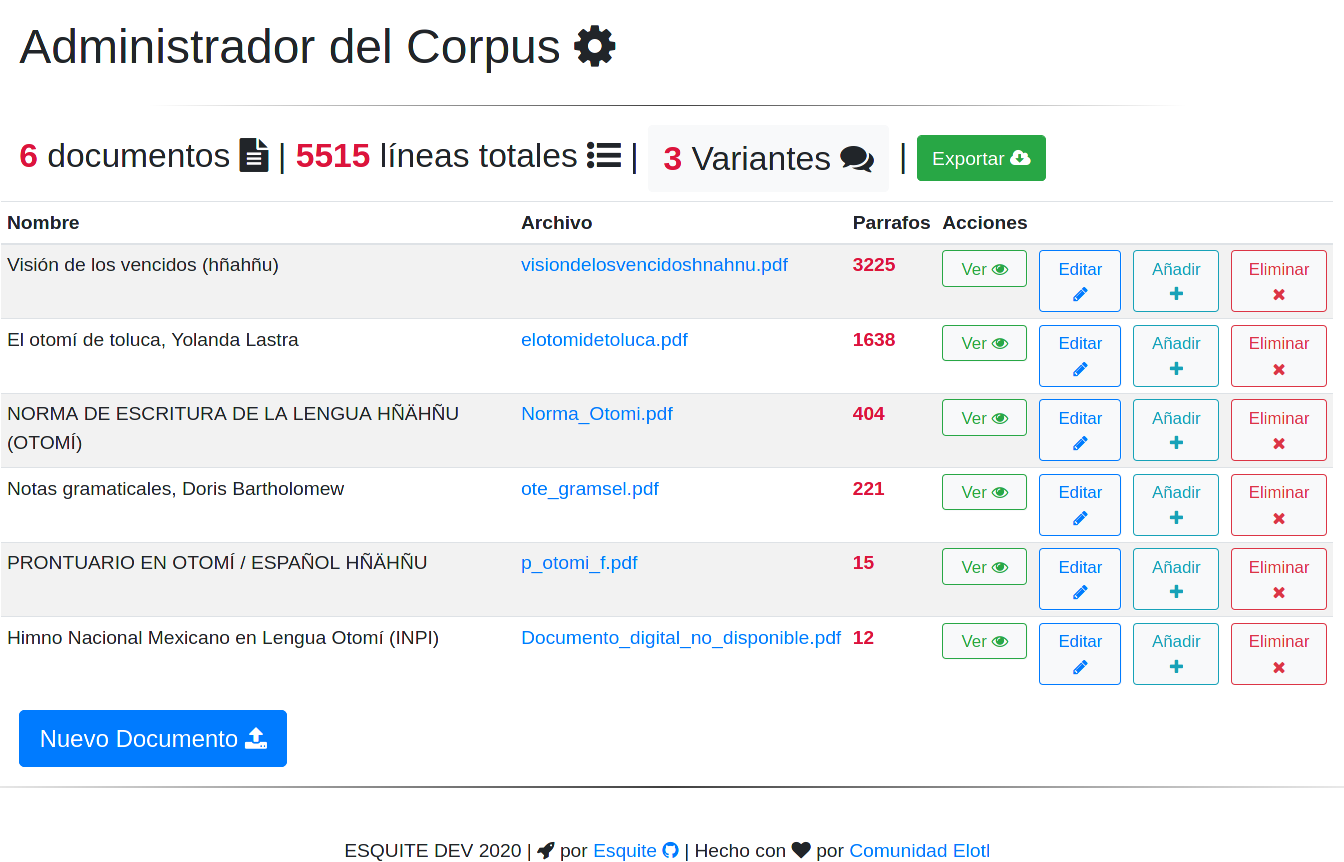 Administrador del Corpus
6 documentos | 5515 líneas totales | 3 Variantes | Exportar
Nombre Archivo Parrafos Acciones
Visión de los vencidos (hñahñu) visiondelosvencidoshnahnu.pdf 3225 Ver Editar Añadir Eliminar
El otomí de toluca, Yolanda Lastra elotomidetoluca.pdf 1638 Ver Editar Añadir Eliminar
NORMA DE ESCRITURA DE LA LENGUA HÑÄHÑU Norma_Otomi.pdf 404 Ver Editar Añadir Eliminar
(OTOMÍ)
Notas gramaticales, Doris Bartholomew ote_gramsel.pdf 221 Ver Editar Añadir Eliminar
PRONTUARIO EN OTOMÍ / ESPAÑOL HÑÄHÑU p_otomi_f.pdf 15 Ver Editar Añadir Eliminar
Himno Nacional Mexicano en Lengua Otomí (INPI) Documento_digital_no_disponible.pdf 12 Ver Editar Añadir Eliminar
Nuevo Documento
ESQUITE DEV 2020 | por Esquite | Hecho con por Comunidad Elotl